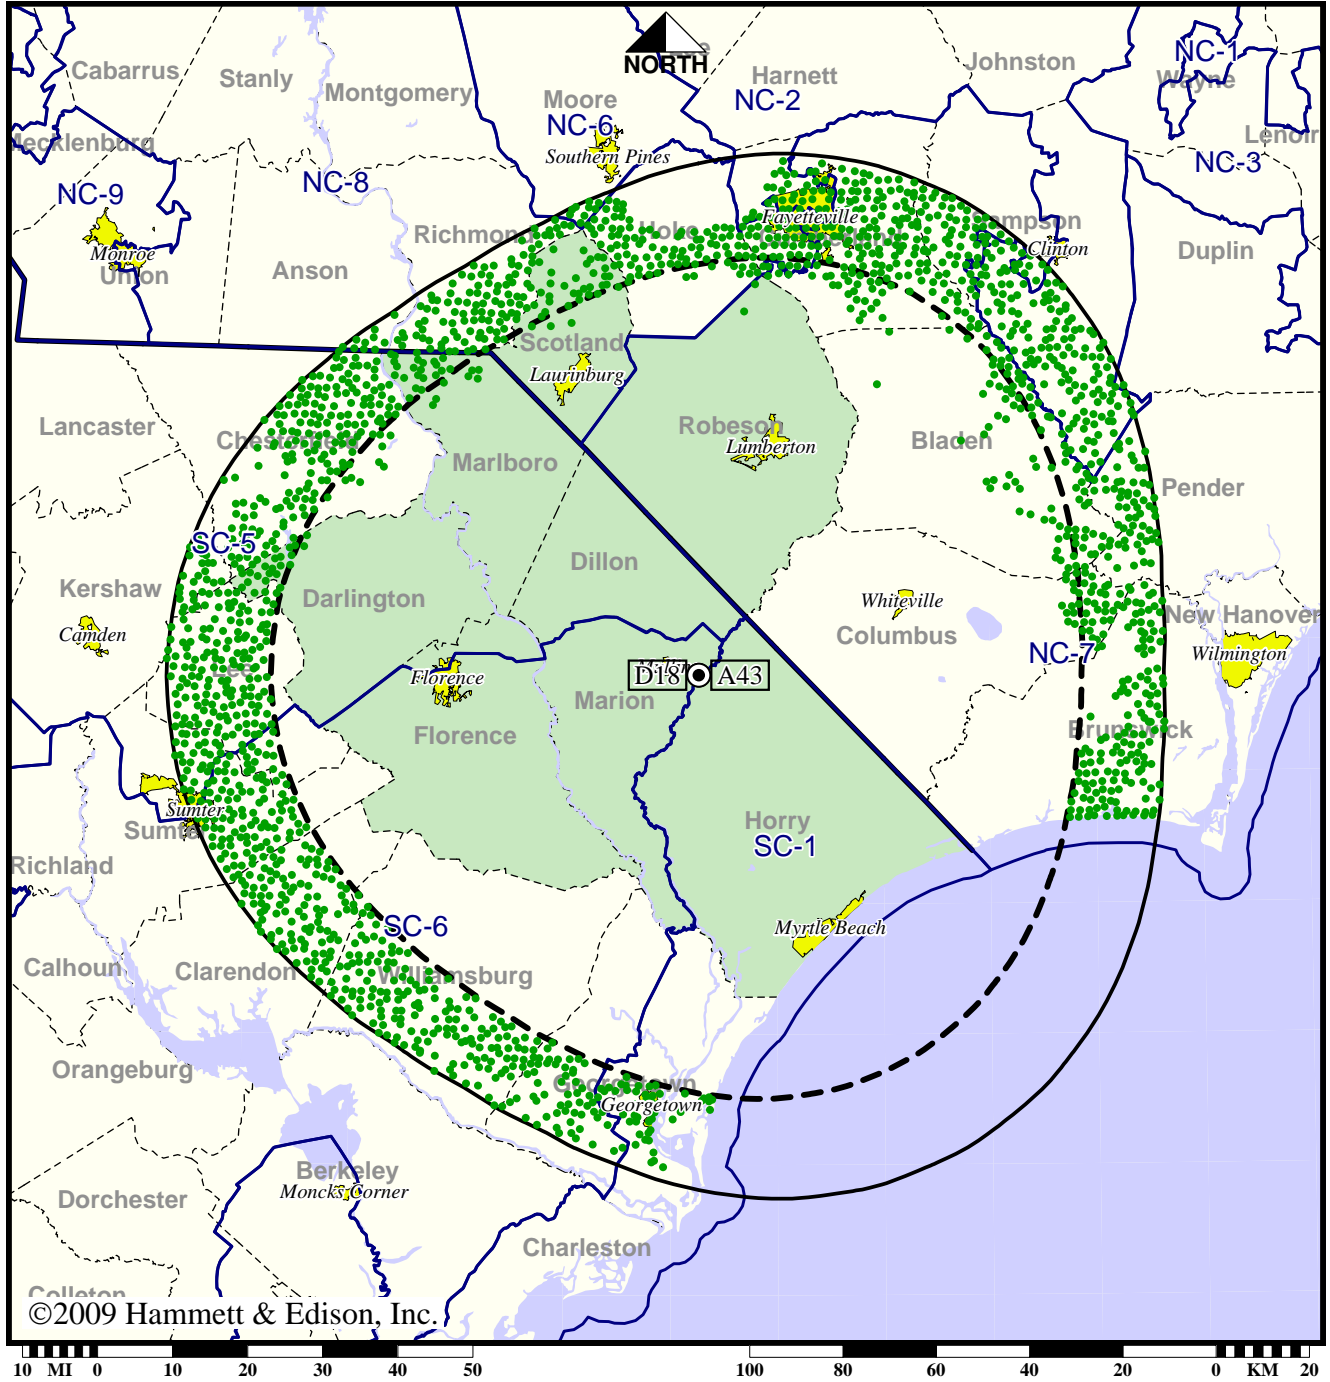 NORTH
Cabarrus
Stanly
Montgomery
Moore
NC-6
Southern Pines
Harnett
NC-2
Johnston
NC-1
Wayne
Lenoir
NC-3
Mecklenburg
NC-9
NC-8
Monroe
Union
Anson
Richmond
Hoke
Fayetteville
Cumberland
Sampson
Clinton
Duplin
Scotland
Laurinburg
Lancaster
Chesterfield
Marlboro
Robeson
Lumberton
Bladen
Pender
SC-5
Kershaw
Camden
Darlington
Dillon
Whiteville
Columbus
New Hanover
Wilmington
NC-7
Lee
Florence
Florence
D18
A43
Marion
Brunswick
Sumter
Sumter
Horry
SC-1
Richland
Myrtle Beach
SC-6
Calhoun
Clarendon
Williamsburg
Orangeburg
Georgetown
Georgetown
Berkeley
Moncks Corner
Dorchester
Charleston
Colleton
©2009 Hammett & Edison, Inc.
10 MI 0 10 20 30 40 50
100 80 60 40 20 0 KM 20